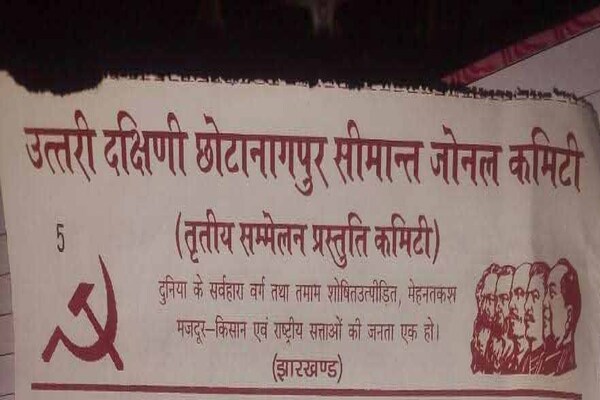 उत्तरी दक्षिणी छोटानागपुर सीमान्त जोनल कमिटी
5
(तृतीय सम्मेलन प्रस्तुति कमिटी)
दुनिया के सर्वहारा वर्ग तथा तमाम शोषितउत्पीड़ित, मेहनतकश
मजदूर–किसान एवं राष्ट्रीय सत्ताओं की जनता एक हो।
(झारखण्ड)